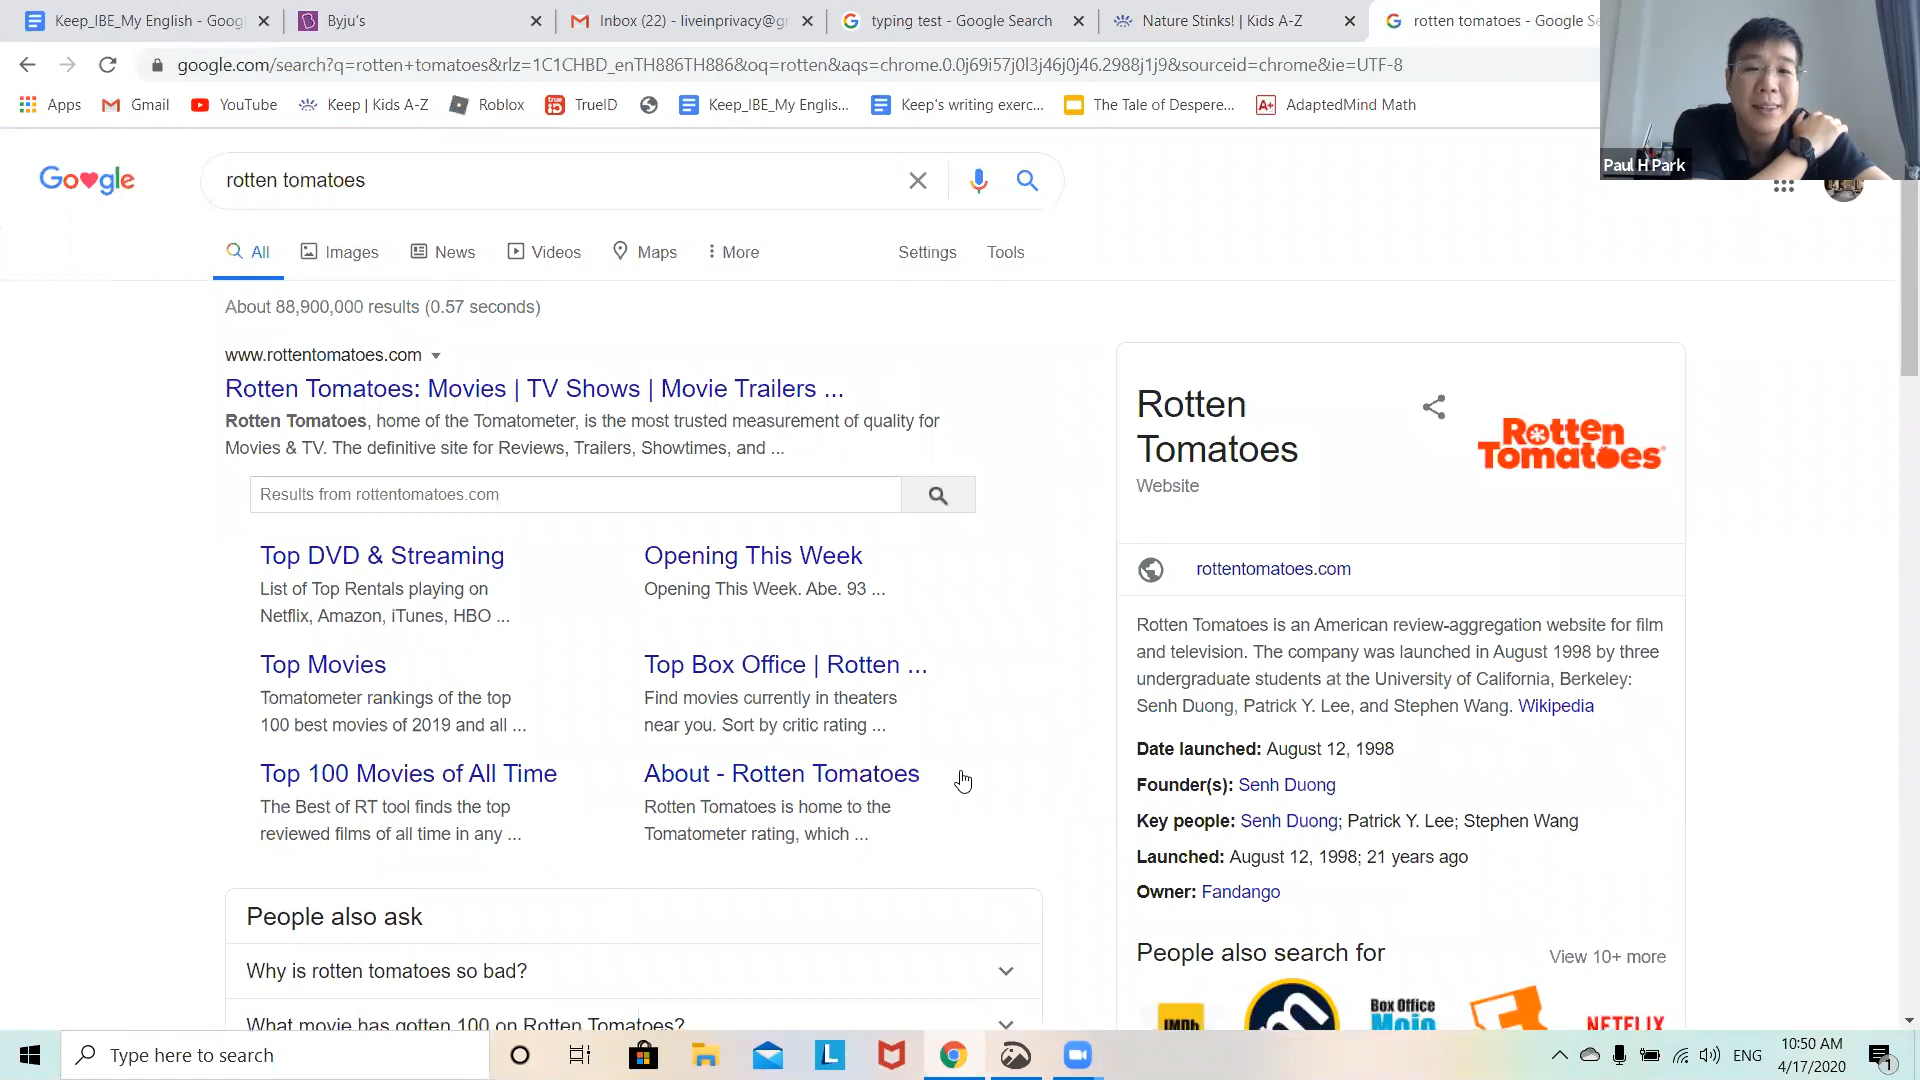 Keep_IBE_My English - Goog
Byju's
Inbox (22) - liveinprivacy@g
typing test - Google Search
Nature Stinks! | Kids A-Z
rotten tomatoes - Google Se
google.com/search?q=rotten+tomatoes&rlz=1C1CHBD_enTH886TH886&oq=rotten&aqs=chrome.0.0j69i57j0l3j46j0j46.2988j1j9&sourceid=chrome&ie=UTF-8
Apps
Gmail
YouTube
Keep | Kids A-Z
Roblox
TrueID
Keep_IBE_My Englis...
Keep's writing exerc...
The Tale of Despere...
AdaptedMind Math
Paul H Park
Google
rotten tomatoes
All
Images
News
Videos
Maps
More
Settings
Tools
About 88,900,000 results (0.57 seconds)
www.rottentomatoes.com
Rotten Tomatoes: Movies | TV Shows | Movie Trailers ...
Rotten Tomatoes, home of the Tomatometer, is the most trusted measurement of quality for
Movies & TV. The definitive site for Reviews, Trailers, Showtimes, and ...
Results from rottentomatoes.com
Top DVD & Streaming
List of Top Rentals playing on
Netflix, Amazon, iTunes, HBO ...
Opening This Week
Opening This Week. Abe. 93 ...
Top Movies
Tomatometer rankings of the top
100 best movies of 2019 and all ...
Top Box Office | Rotten ...
Find movies currently in theaters
near you. Sort by critic rating ...
Top 100 Movies of All Time
The Best of RT tool finds the top
reviewed films of all time in any ...
About - Rotten Tomatoes
Rotten Tomatoes is home to the
Tomatometer rating, which ...
People also ask
Why is rotten tomatoes so bad?
What movie has gotten 100 on Rotten Tomatoes?
Rotten
Tomatoes
Website
Rotten
Tomatoes
rottentomatoes.com
Rotten Tomatoes is an American review-aggregation website for film
and television. The company was launched in August 1998 by three
undergraduate students at the University of California, Berkeley:
Senh Duong, Patrick Y. Lee, and Stephen Wang. Wikipedia
Date launched: August 12, 1998
Founder(s): Senh Duong
Key people: Senh Duong; Patrick Y. Lee; Stephen Wang
Launched: August 12, 1998; 21 years ago
Owner: Fandango
People also search for
View 10+ more
IMDb
Box Office
Mojo
NETFLIX
Type here to search
ENG
10:50 AM
4/17/2020
1